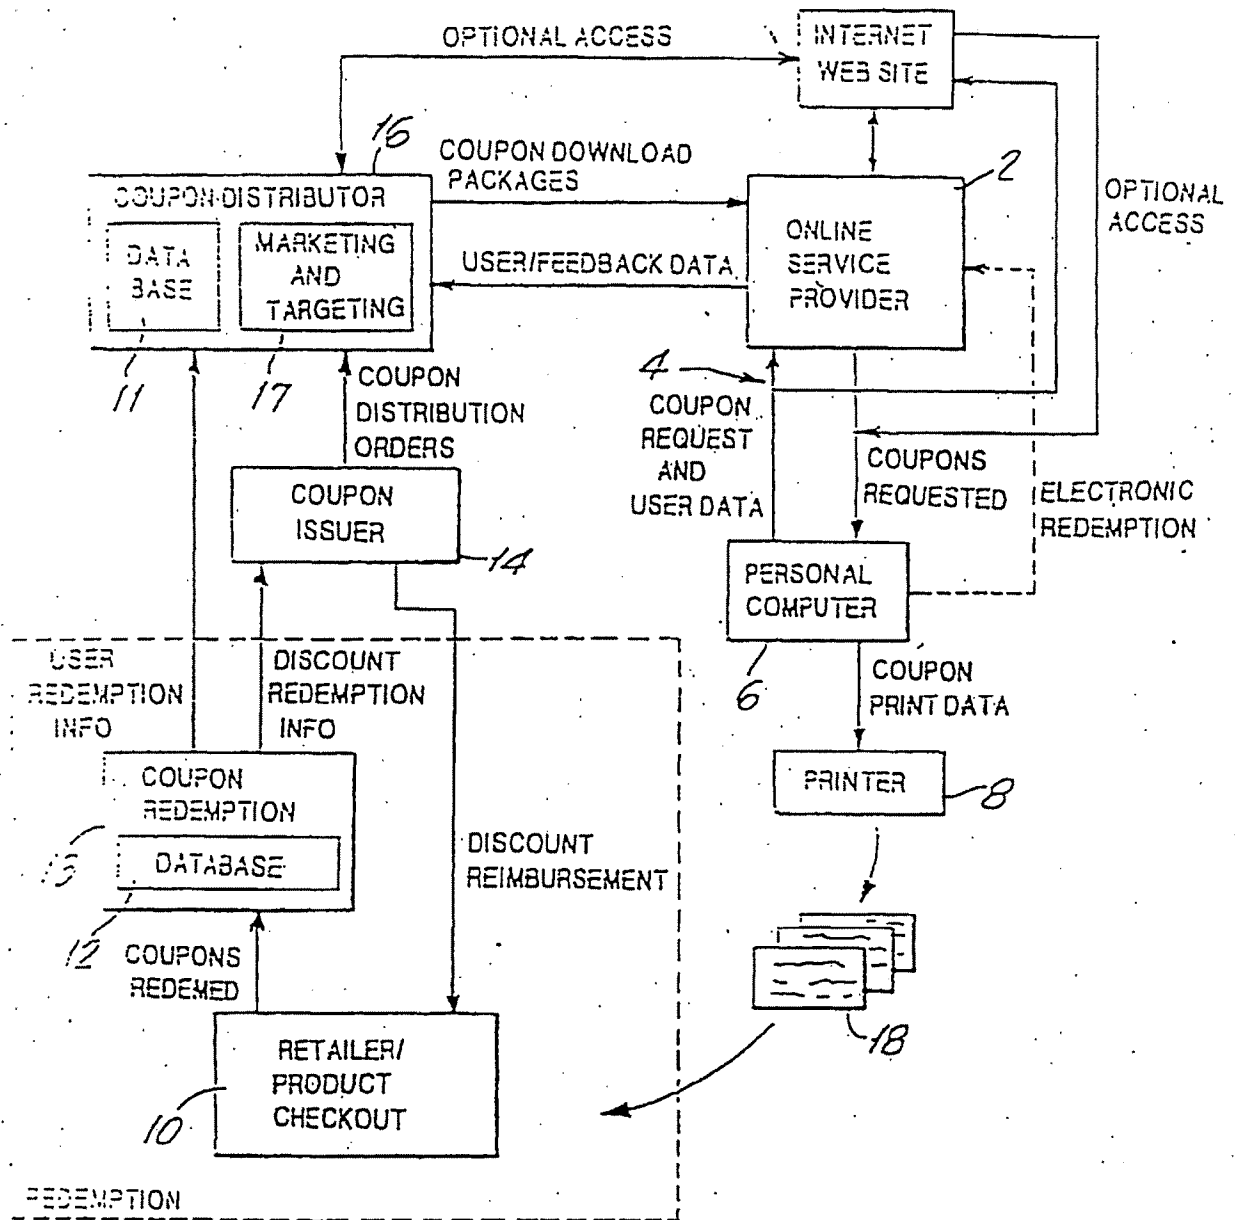 OPTIONAL ACCESS
INTERNET
WEB SITE
16
COUPON DOWNLOAD
PACKAGES
2
OPTIONAL
ACCESS
COUPON DISTRIBUTOR
DATA
BASE
MARKETING
AND
TARGETING
USER/FEEDBACK DATA
ONLINE
SERVICE
PROVIDER
11
17
COUPON
DISTRIBUTION
ORDERS
4
COUPON
REQUEST
AND
USER DATA
COUPONS
REQUESTED
ELECTRONIC
REDEMPTION
COUPON
ISSUER
14
PERSONAL
COMPUTER
6
COUPON
PRINT DATA
USER
REDEMPTION
INFO
DISCOUNT
REDEMPTION
INFO
PRINTER
8
COUPON
REDEMPTION
DATABASE
13
12
DISCOUNT
REIMBURSEMENT
COUPONS
REDEMED
18
RETAILER/
PRODUCT
CHECKOUT
10
REDEMPTION